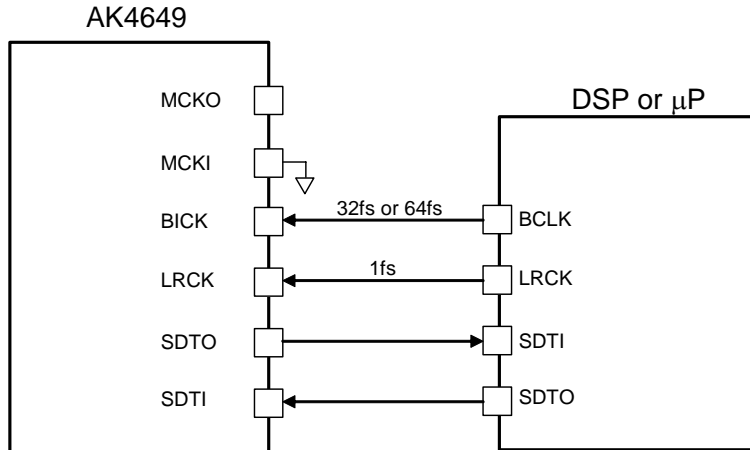 AK4649
DSP or μP
MCKO
MCKI
BICK
32fs or 64fs
BCLK
LRCK
1fs
LRCK
SDTO
SDTI
SDTI
SDTO